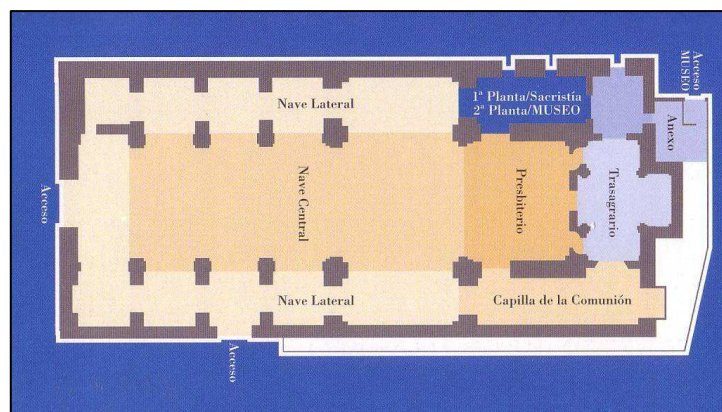 Acceso
MUSEO
Nave Lateral
1ª Planta/Sacristía
2ª Planta/MUSEO
Anexo
Acceso
Nave Central
Presbiterio
Trasagrario
Nave Lateral
Capilla de la Comunión
Acceso